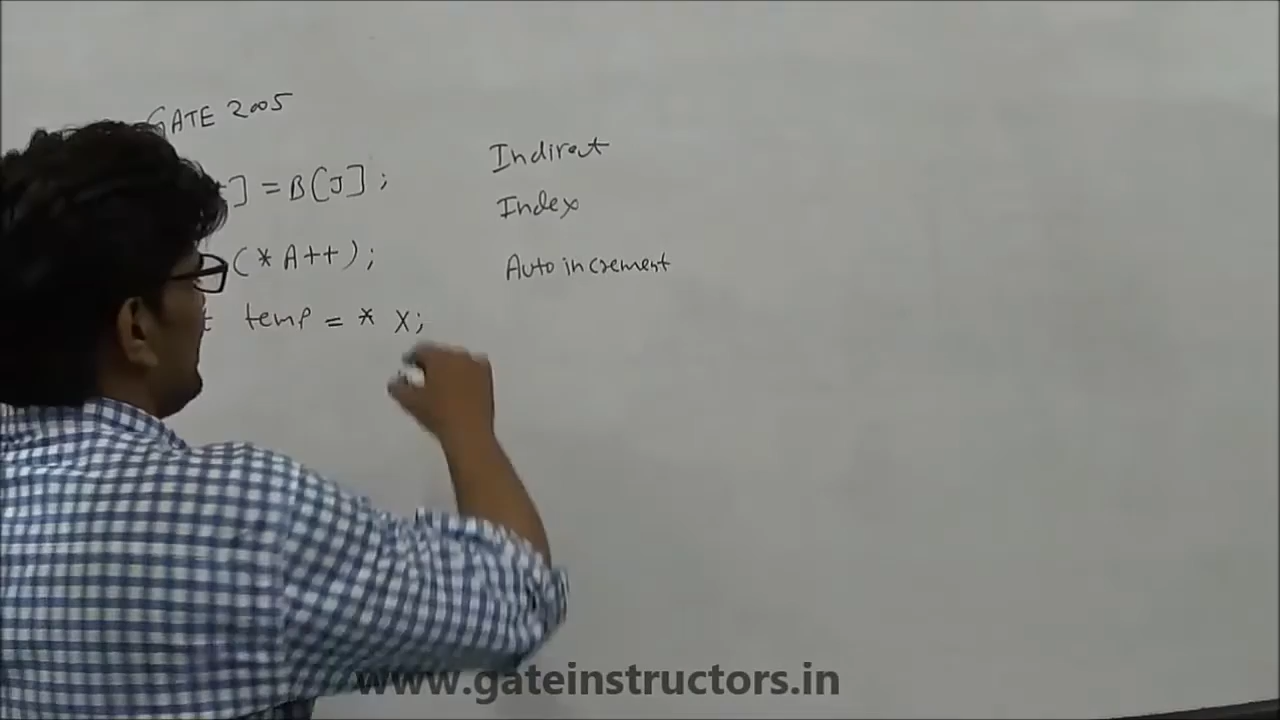 GATE 2005
] = B[J];
(*A++);
temp = * X;
Indirect
Index
Auto increment
www.gateinstructors.in